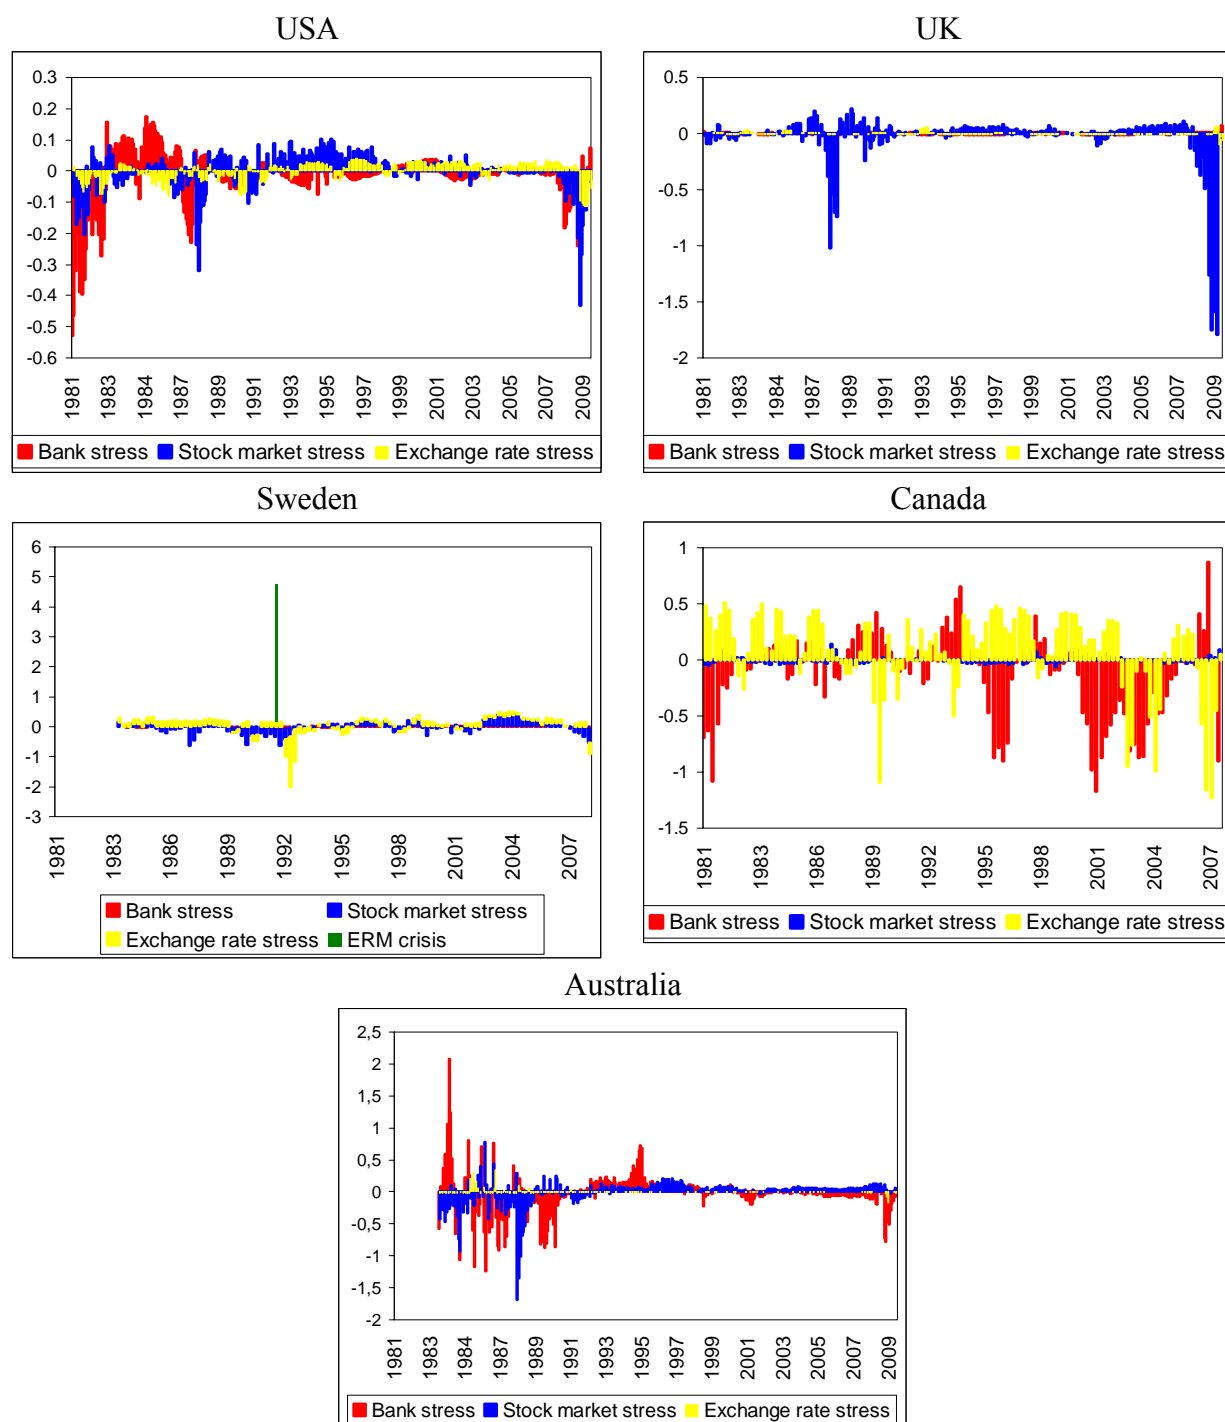 USA
0.3
0.2
0.1
0
-0.1
-0.2
-0.3
-0.4
-0.5
-0.6
1981 1983 1984 1985 1987 1989 1991 1993 1995 1997 1999 2001 2003 2005 2007 2009
Bank stress Stock market stress Exchange rate stress
UK
0.5
0
-0.5
-1
-1.5
-2
1981 1983 1984 1986 1987 1989 1991 1993 1995 1997 1999 2001 2003 2005 2007 2009
Bank stress Stock market stress Exchange rate stress
Sweden
6
5
4
3
2
1
0
-1
-2
-3
1981 1983 1986 1989 1992 1995 1998 2001 2004 2007
Bank stress Stock market stress
Exchange rate stress ERM crisis
Canada
1
0.5
0
-0.5
-1
-1.5
1981 1983 1986 1989 1992 1995 1998 2001 2004 2007
Bank stress Stock market stress Exchange rate stress
Australia
2,5
2
1,5
1
0,5
0
-0,5
-1
-1,5
-2
1981 1983 1984 1986 1987 1989 1991 1993 1995 1997 1999 2001 2003 2005 2007 2009
Bank stress Stock market stress Exchange rate stress